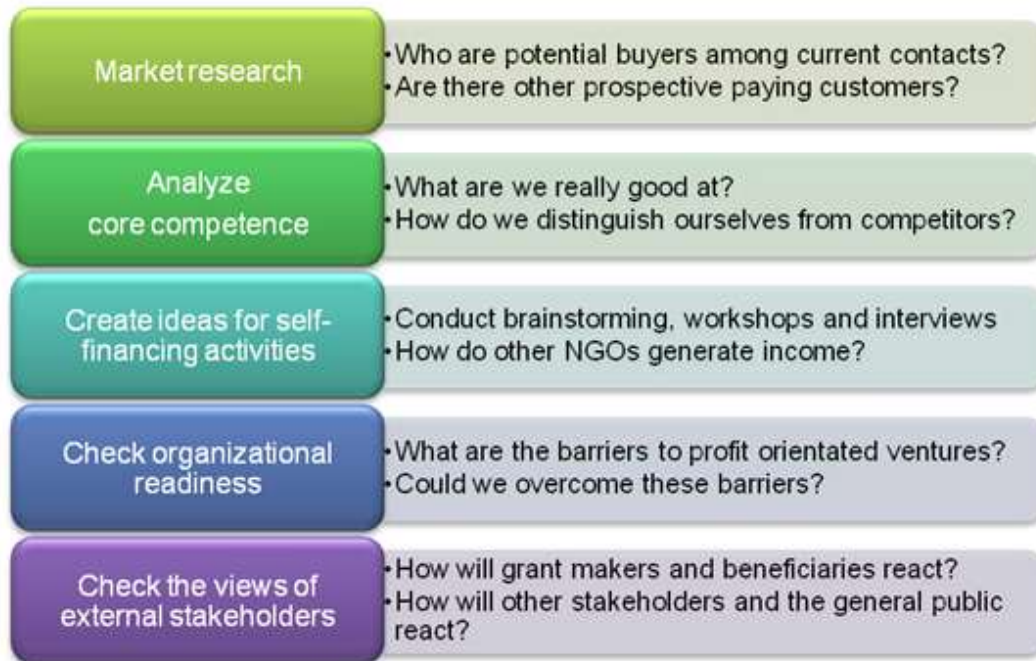 Market research
•Who are potential buyers among current contacts?
•Are there other prospective paying customers?
Analyze
core competence
•What are we really good at?
•How do we distinguish ourselves from competitors?
Create ideas for self-
financing activities
•Conduct brainstorming, workshops and interviews
•How do other NGOs generate income?
Check organizational
readiness
•What are the barriers to profit orientated ventures?
•Could we overcome these barriers?
Check the views of
external stakeholders
•How will grant makers and beneficiaries react?
•How will other stakeholders and the general public
react?